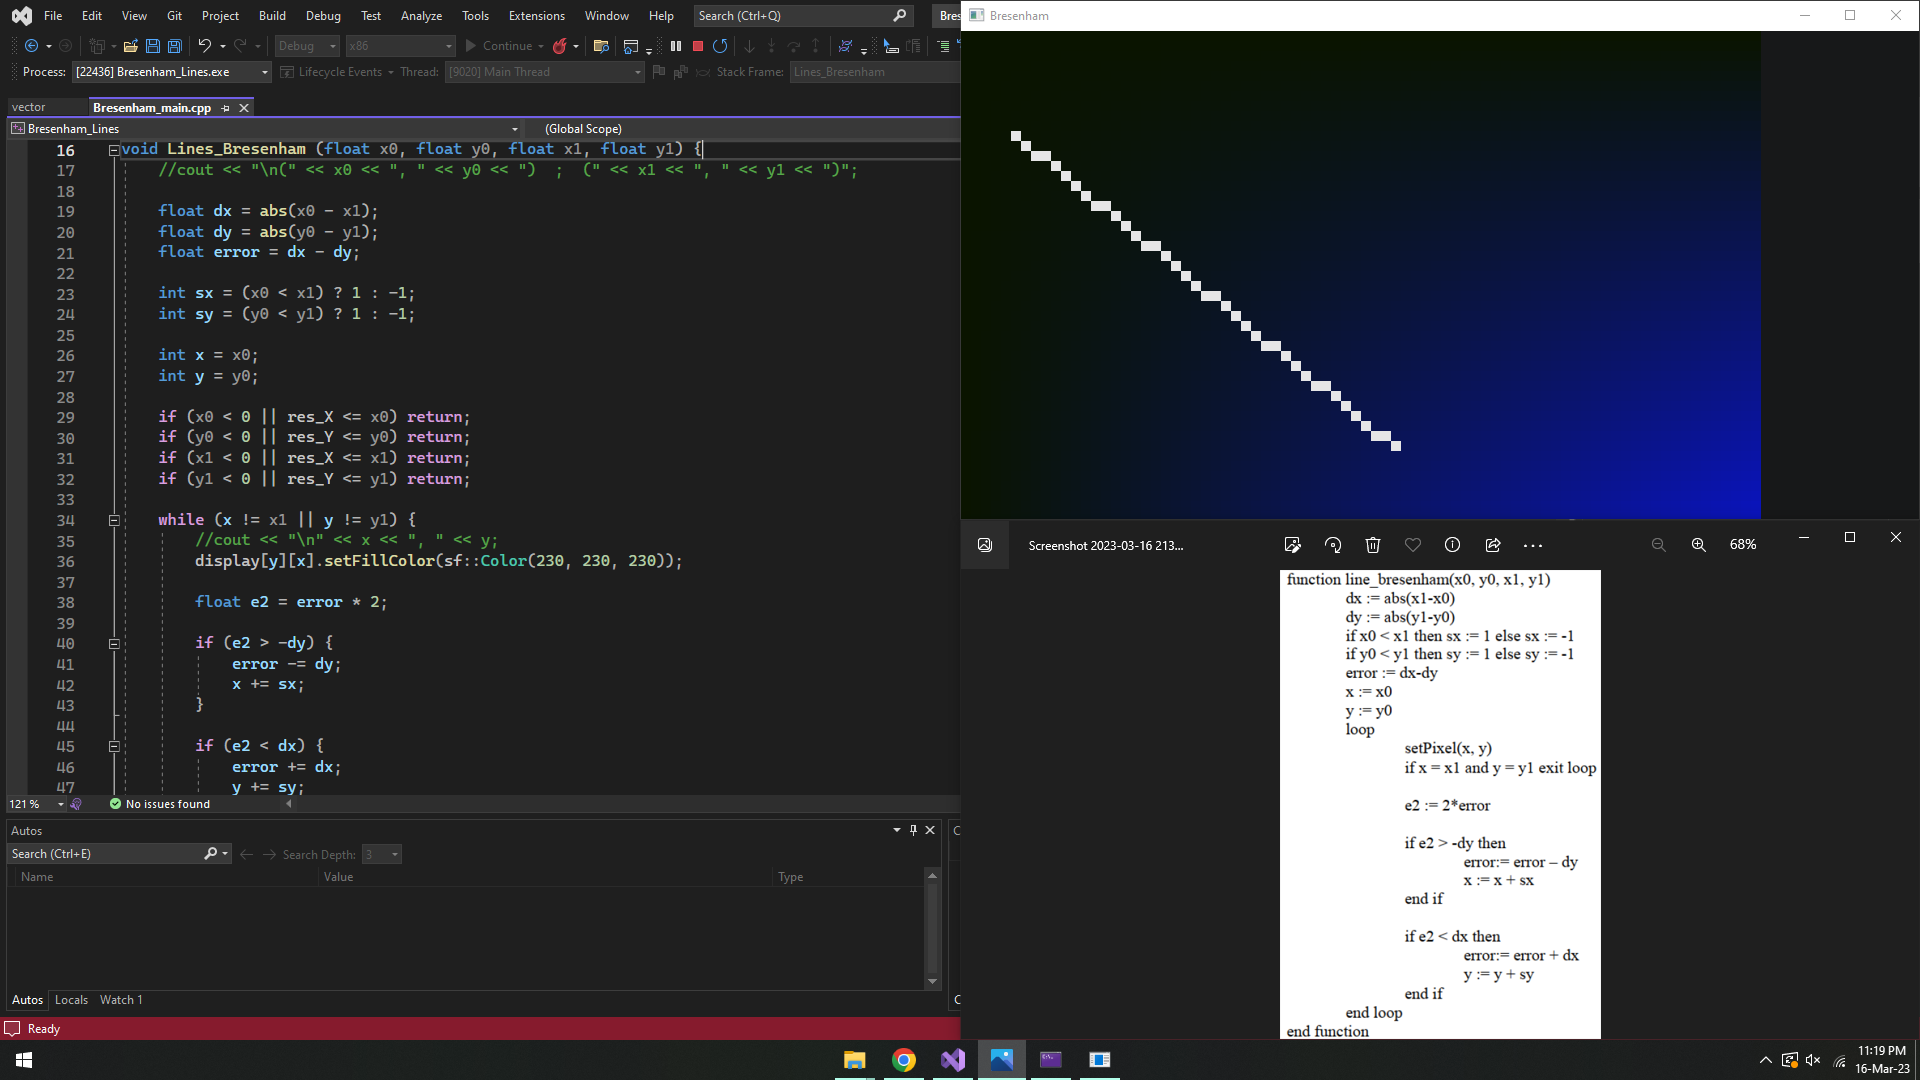 File Edit View Git Project Build Debug Test Analyze Tools Extensions Window Help Search (Ctrl+Q)
Debug x86 Continue
Process: [22436] Bresenham_Lines.exe Lifecycle Events Thread: [9020] Main Thread Stack Frame: Lines_Bresenham
vector Bresenham_main.cpp
Bresenham_Lines (Global Scope)
16 void Lines_Bresenham (float x0, float y0, float x1, float y1) {
17 //cout << "\n(" << x0 << ", " << y0 << ")  ;  (" << x1 << ", " << y1 << ")";
18
19 float dx = abs(x0 - x1);
20 float dy = abs(y0 - y1);
21 float error = dx - dy;
22
23 int sx = (x0 < x1) ? 1 : -1;
24 int sy = (y0 < y1) ? 1 : -1;
25
26 int x = x0;
27 int y = y0;
28
29 if (x0 < 0 || res_X <= x0) return;
30 if (y0 < 0 || res_Y <= y0) return;
31 if (x1 < 0 || res_X <= x1) return;
32 if (y1 < 0 || res_Y <= y1) return;
33
34 while (x != x1 || y != y1) {
35 //cout << "\n" << x << ", " << y;
36 display[y][x].setFillColor(sf::Color(230, 230, 230));
37
38 float e2 = error * 2;
39
40 if (e2 > -dy) {
41 error -= dy;
42 x += sx;
43 }
44
45 if (e2 < dx) {
46 error += dx;
47 y += sy;
121 % No issues found
Autos
Search (Ctrl+E) Search Depth: 3
Name Value Type
Autos Locals Watch 1
Ready
Bresenham
Screenshot 2023-03-16 213... 68%
function line_bresenham(x0, y0, x1, y1)
dx := abs(x1-x0)
dy := abs(y1-y0)
if x0 < x1 then sx := 1 else sx := -1
if y0 < y1 then sy := 1 else sy := -1
error := dx-dy
x := x0
y := y0
loop
setPixel(x, y)
if x = x1 and y = y1 exit loop
e2 := 2*error
if e2 > -dy then
error:= error – dy
x := x + sx
end if
if e2 < dx then
error:= error + dx
y := y + sy
end if
end loop
end function
11:19 PM
16-Mar-23